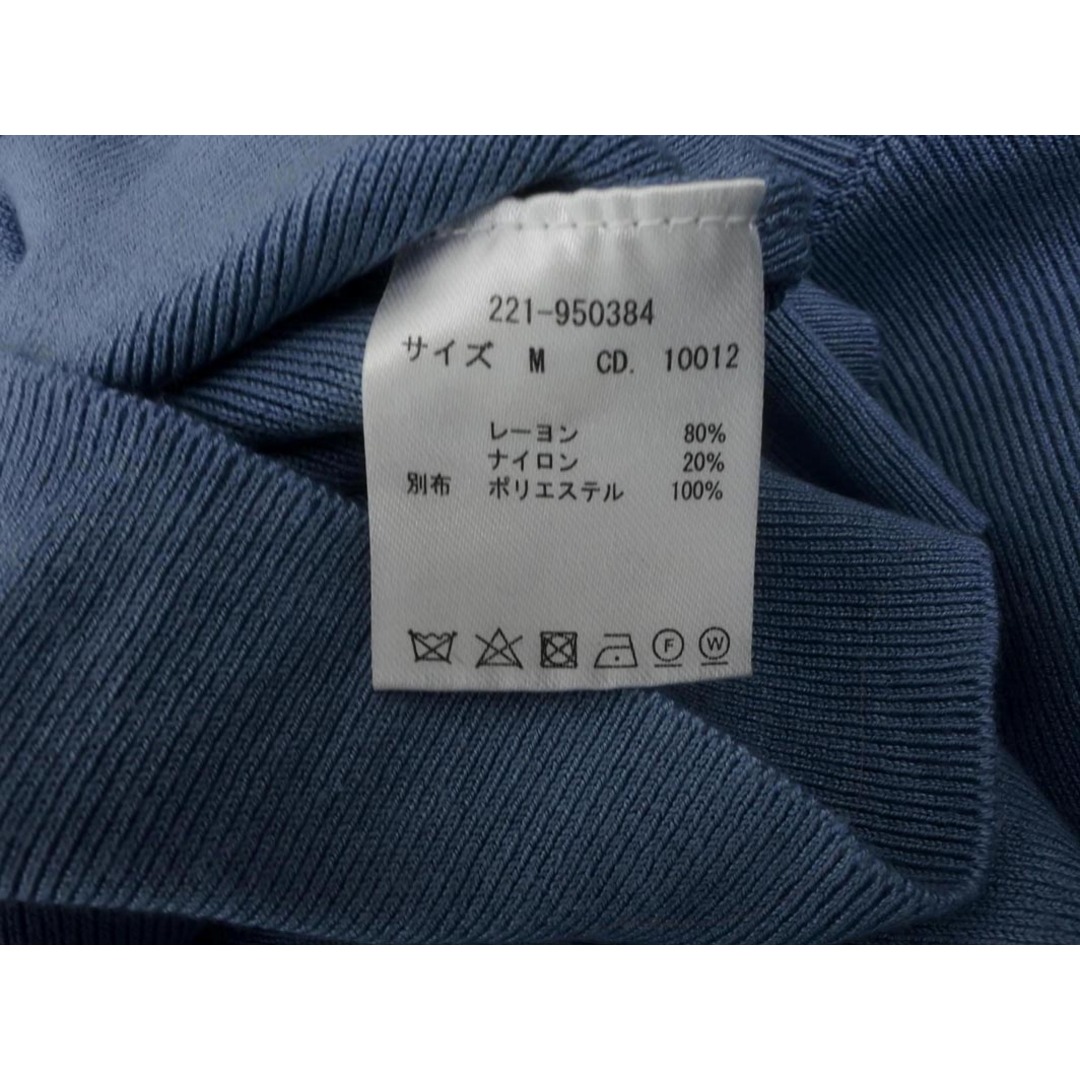 221-950384
サイズ M CD. 10012
レーヨン 80%
ナイロン 20%
別布 ポリエステル 100%
F W